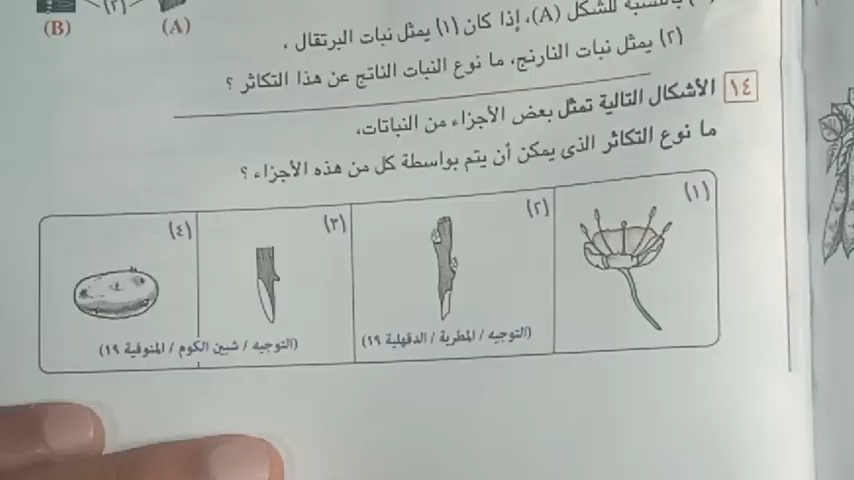 (B) (٢) (A)
بالنسبة للشكل (A)، إذا كان (١) يمثل نبات البرتقال ،
(٢) يمثل نبات النارنج، ما نوع النبات الناتج عن هذا التكاثر ؟
١٤ الأشكال التالية تمثل بعض الأجزاء من النباتات،
ما نوع التكاثر الذى يمكن أن يتم بواسطة كل من هذه الأجزاء ؟
(١) (٢) (٣) (٤)
(التوجيه / المطرية / الدقهلية ١٩)
(التوجيه / شبين الكوم / المنوفية ١٩)